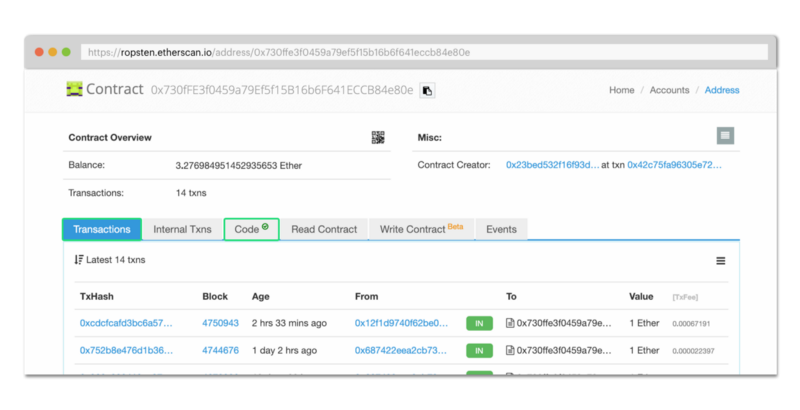 https://ropsten.etherscan.io/address/0x730ffe3f0459a79ef5f15b16b6f641eccb84e80e
Contract 0x730fFE3f0459a79Ef5f15B16b6F641ECCB84e80e
Home / Accounts / Address
Contract Overview
Balance: 3.276984951452935653 Ether
Transactions: 14 txns
Misc:
Contract Creator: 0x23bed532f16f93d... at txn 0x42c75fa96305e72...
Transactions Internal Txns Code Read Contract Write Contract Beta Events
Latest 14 txns
TxHash Block Age From To Value [TxFee]
0xcdcfcafd3bc6a57... 4750943 2 hrs 33 mins ago 0x12f1d9740f62be0... IN 0x730ffe3f0459a79e... 1 Ether 0.00067191
0x752b8e476d1b36... 4744676 1 day 2 hrs ago 0x687422eea2cb73... IN 0x730ffe3f0459a79e... 1 Ether 0.000022397